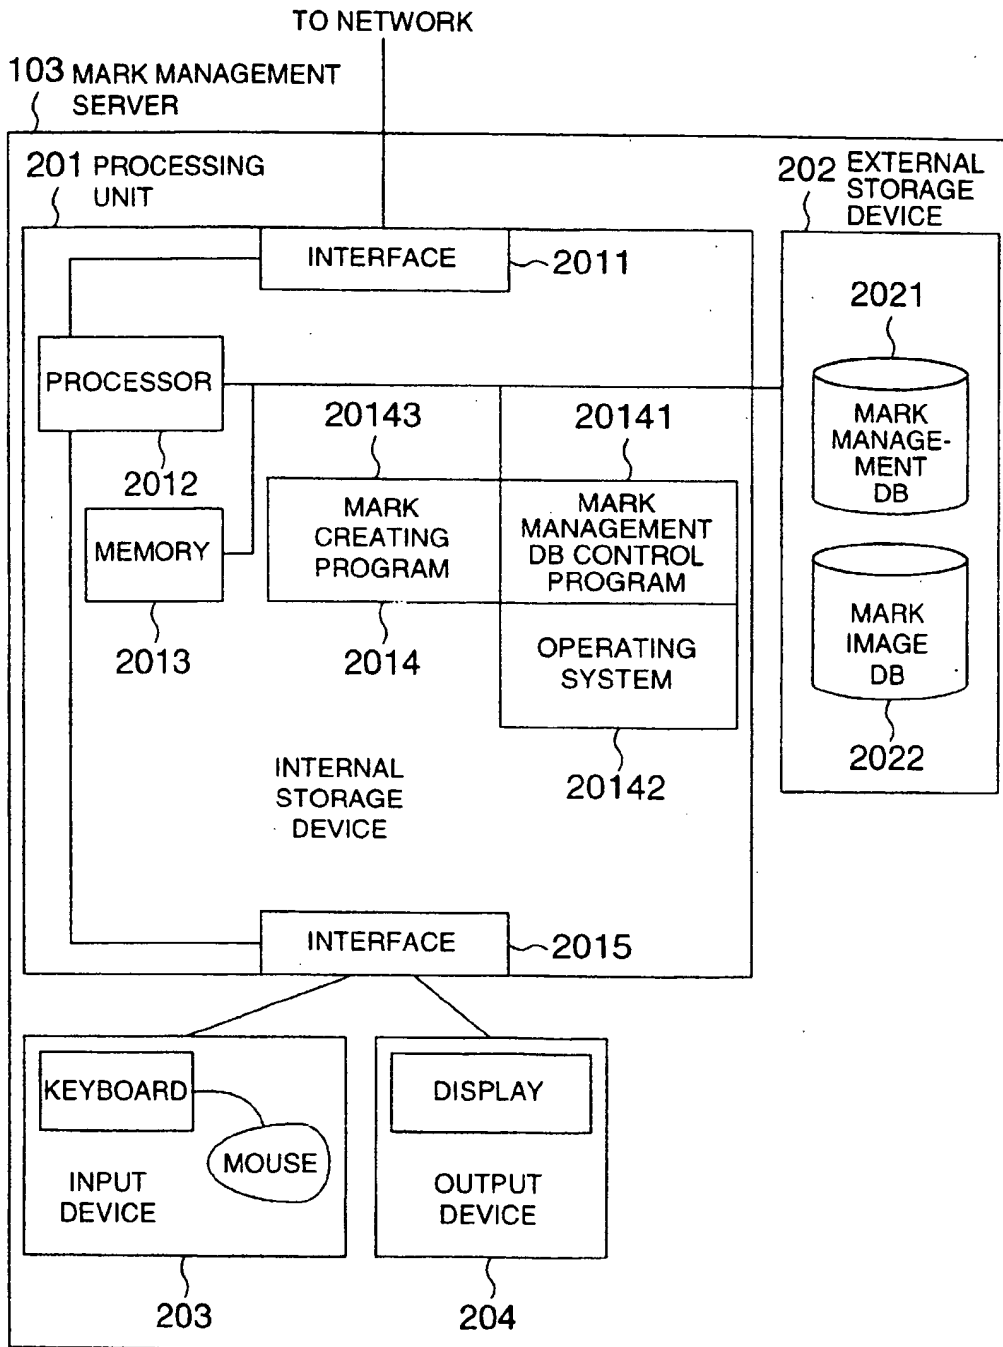 TO NETWORK
103 MARK MANAGEMENT
SERVER
201 PROCESSING
UNIT
202 EXTERNAL
STORAGE
DEVICE
INTERFACE
2011
2021
PROCESSOR
2012
20143
20141
MARK
MANAGE-
MENT
DB
MEMORY
2013
MARK
CREATING
PROGRAM
2014
MARK
MANAGEMENT
DB CONTROL
PROGRAM
OPERATING
SYSTEM
20142
MARK
IMAGE
DB
2022
INTERNAL
STORAGE
DEVICE
INTERFACE
2015
KEYBOARD
MOUSE
INPUT
DEVICE
203
DISPLAY
OUTPUT
DEVICE
204